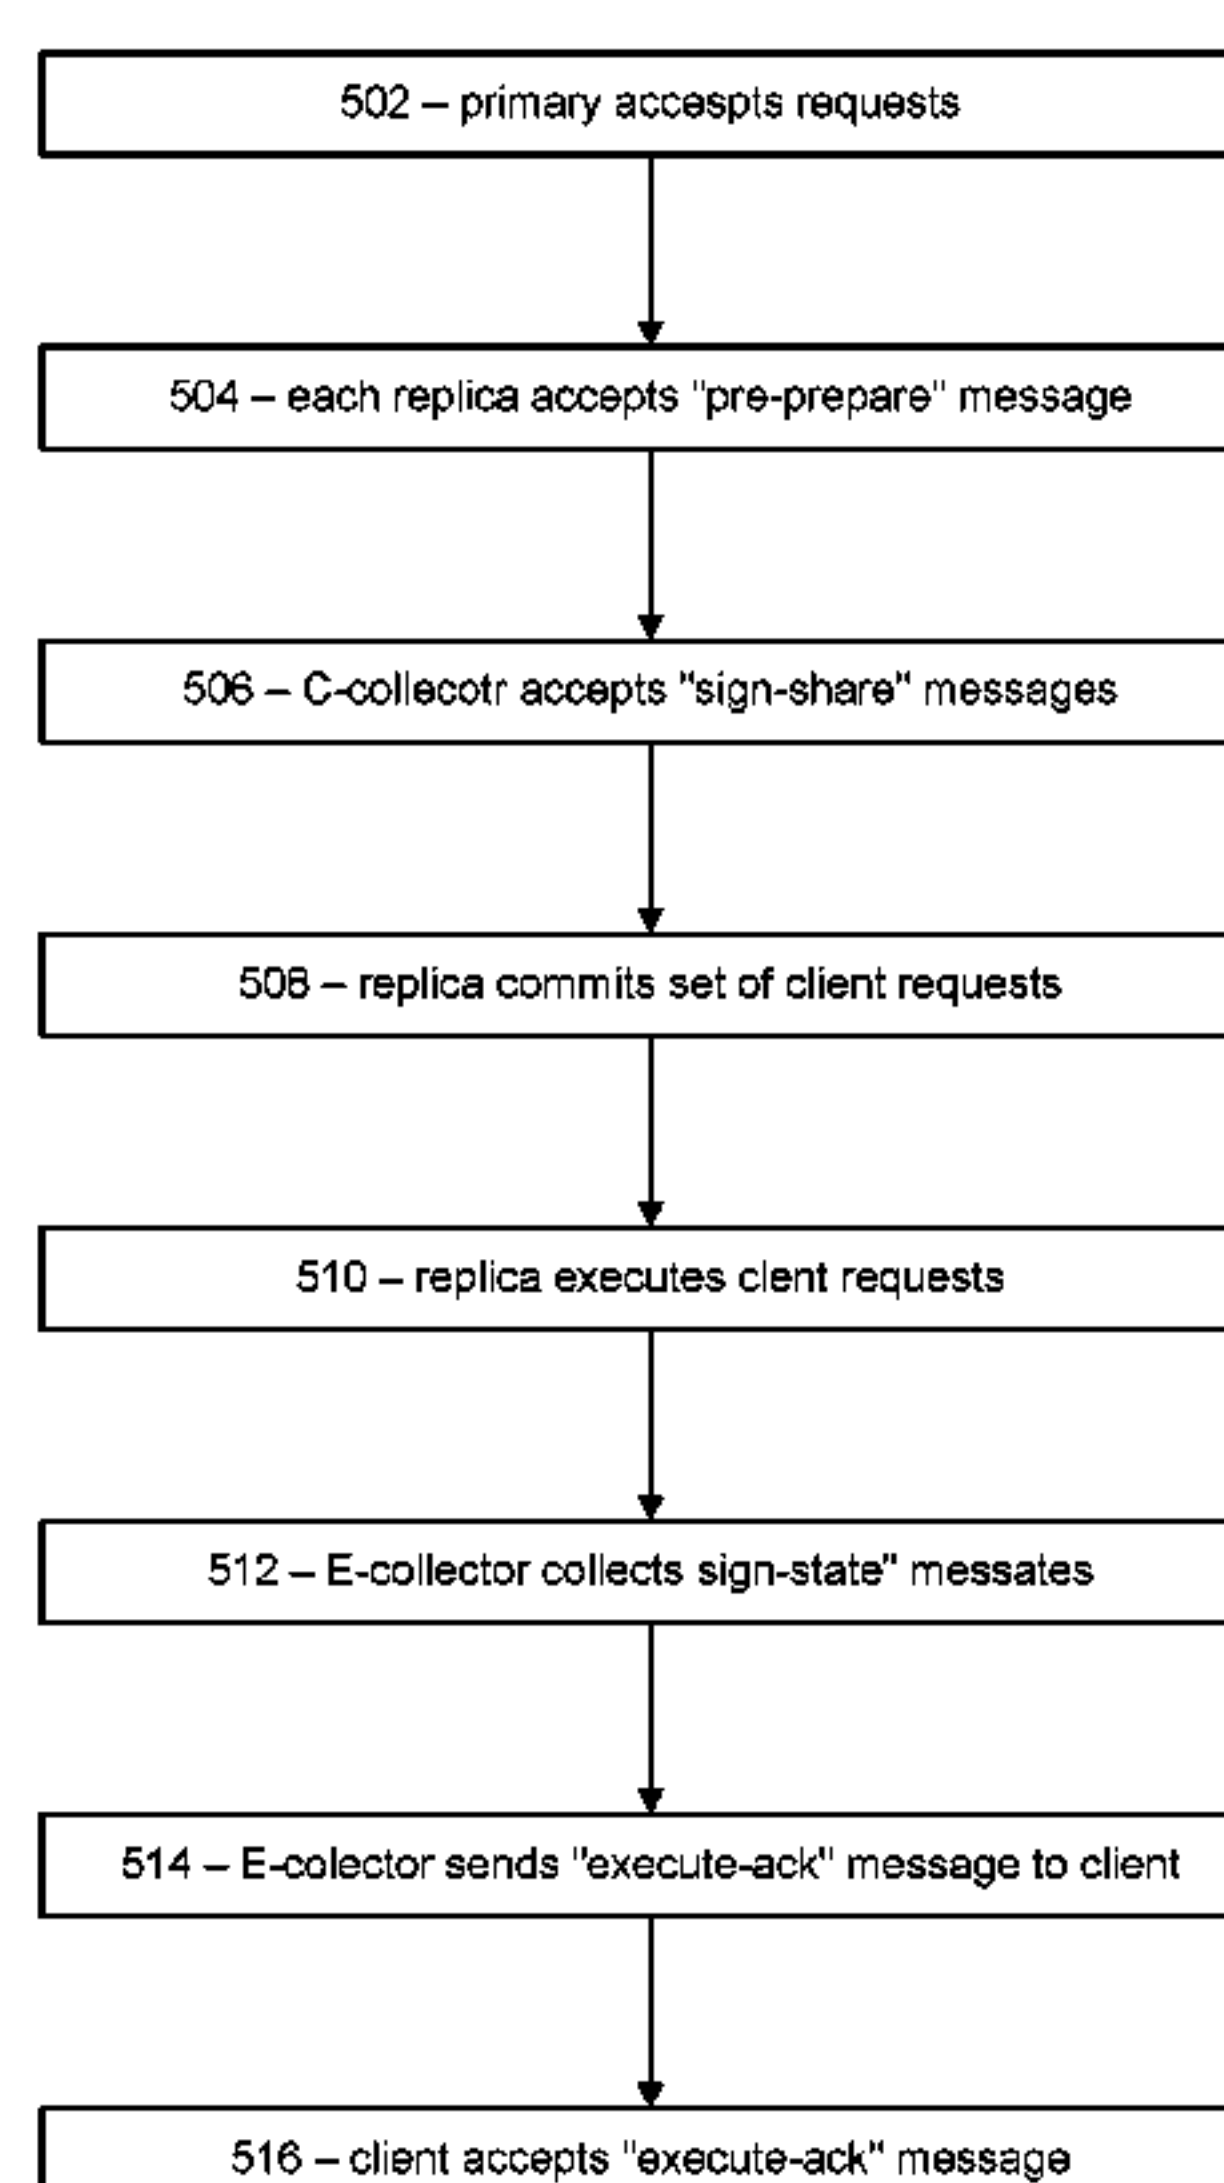 502 – primary accespts requests
504 – each replica accepts "pre-prepare" message
506 – C-collecotr accepts "sign-share" messages
508 – replica commits set of client requests
510 – replica executes clent requests
512 – E-collector collects sign-state" messates
514 – E-colector sends "execute-ack" message to client
516 – client accepts "execute-ack" message